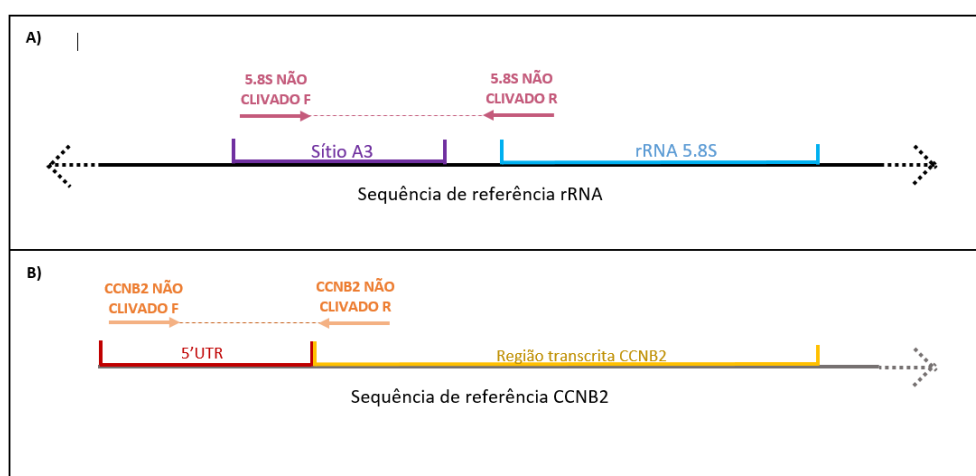 A)
5.8S NÃO
CLIVADO F
5.8S NÃO
CLIVADO R
Sítio A3
rRNA 5.8S
Sequência de referência rRNA
B)
CCNB2 NÃO
CLIVADO F
CCNB2 NÃO
CLIVADO R
5'UTR
Região transcrita CCNB2
Sequência de referência CCNB2